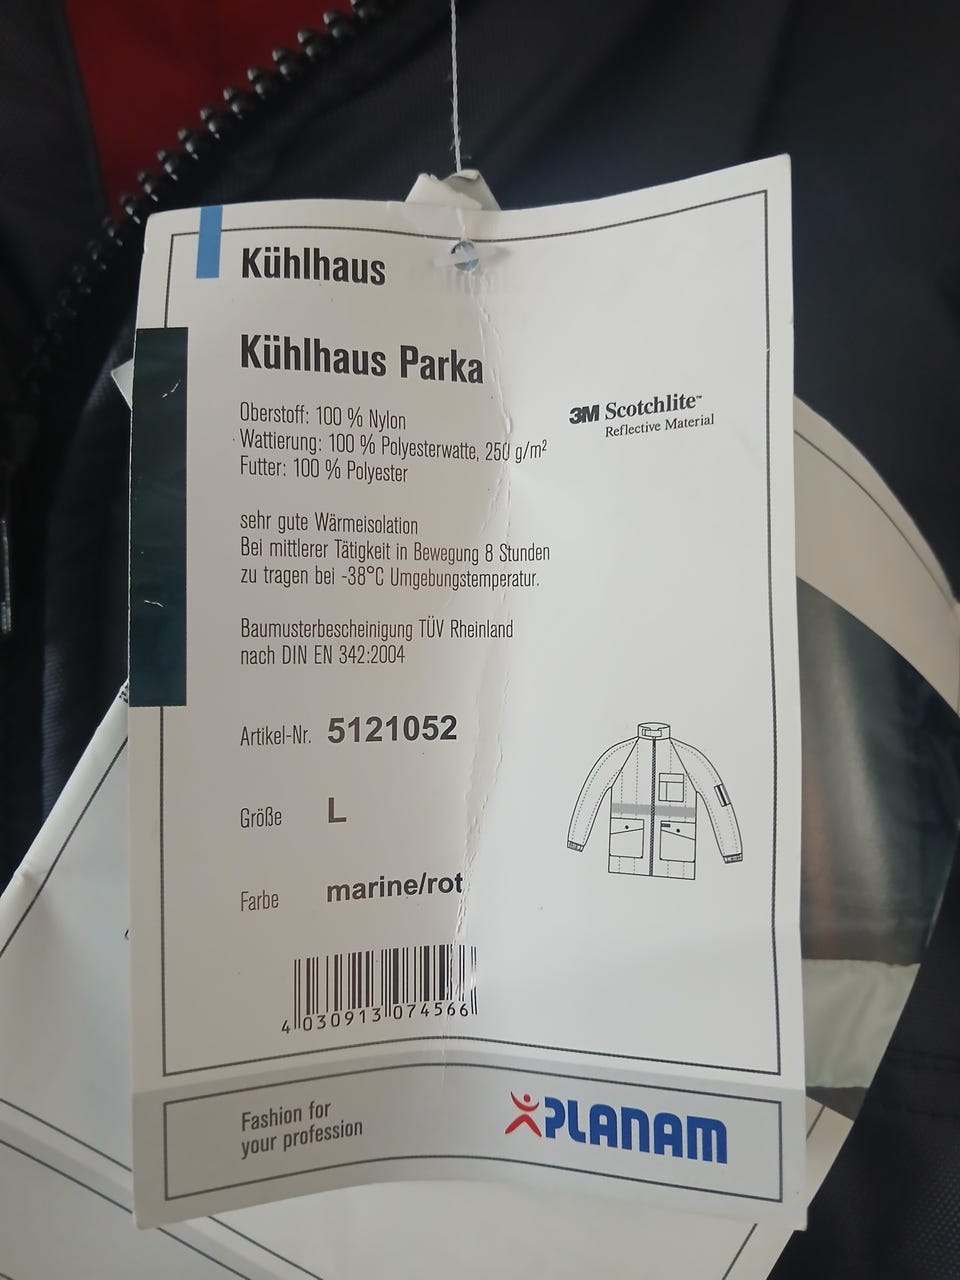 Kühlhaus
Kühlhaus Parka
Oberstoff: 100 % Nylon
Wattierung: 100 % Polyesterwatte, 250 g/m²
Futter: 100 % Polyester
3M Scotchlite™
Reflective Material
sehr gute Wärmeisolation
Bei mittlerer Tätigkeit in Bewegung 8 Stunden
zu tragen bei -38°C Umgebungstemperatur.
Baumusterbescheinigung TÜV Rheinland
nach DIN EN 342:2004
Artikel-Nr. 5121052
Größe L
Farbe marine/rot
4 030913 074566
Fashion for
your profession
PLANAM